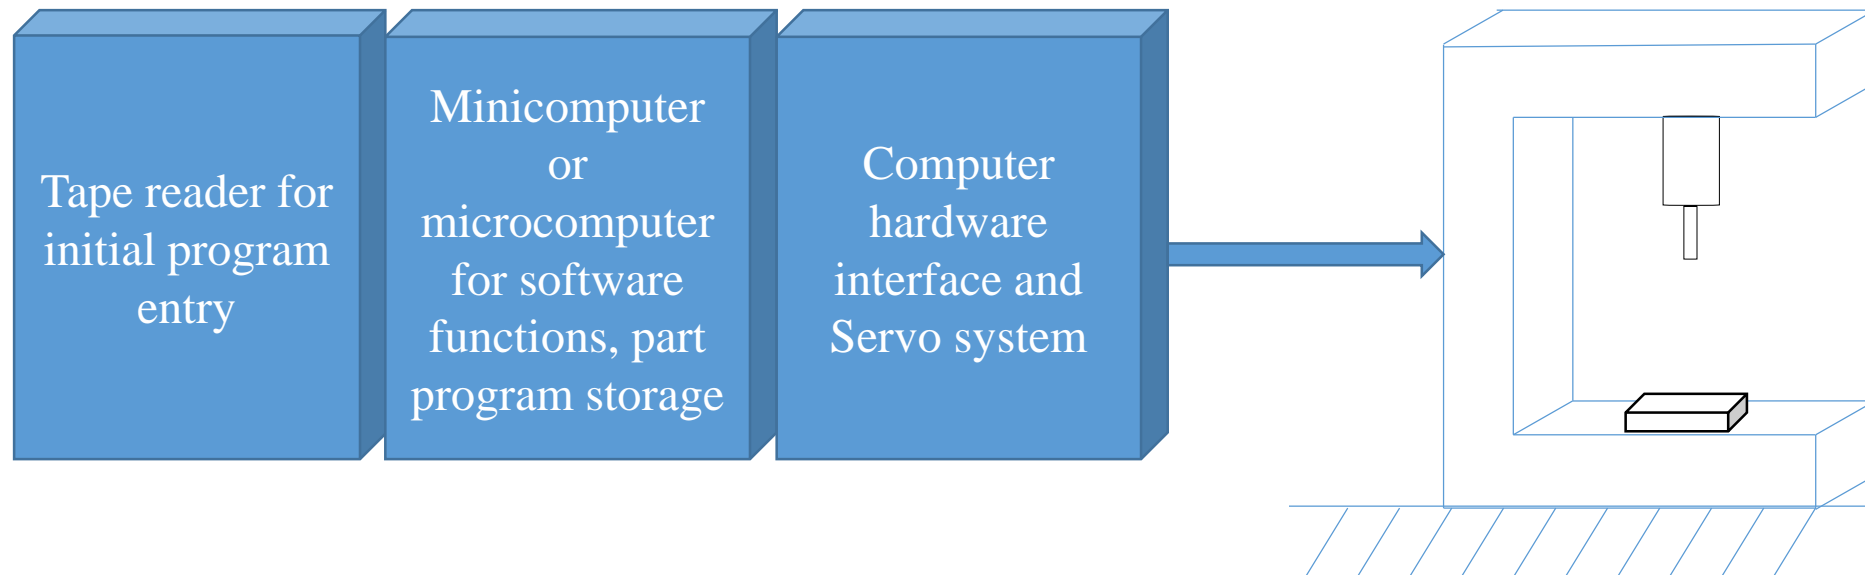 Tape reader for
initial program
entry
Minicomputer
or
microcomputer
for software
functions, part
program storage
Computer
hardware
interface and
Servo system